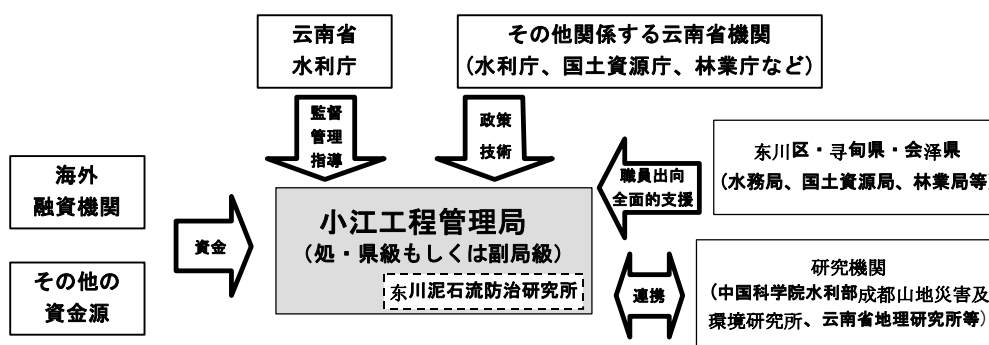 云南省
水利庁
その他関係する云南省機関
（水利庁、国土資源庁、林業庁など）
監督
管理
指導
政策
技術
东川区・寻甸県・会泽県
（水務局、国土資源局、林業局等）
職員出向
全面的支援
海外
融資機関
その他の
資金源
資金
小江工程管理局
（処・県級もしくは副局級）
东川泥石流防治研究所
連携
研究機関
（中国科学院水利部成都山地災害及
環境研究所、云南省地理研究所等）